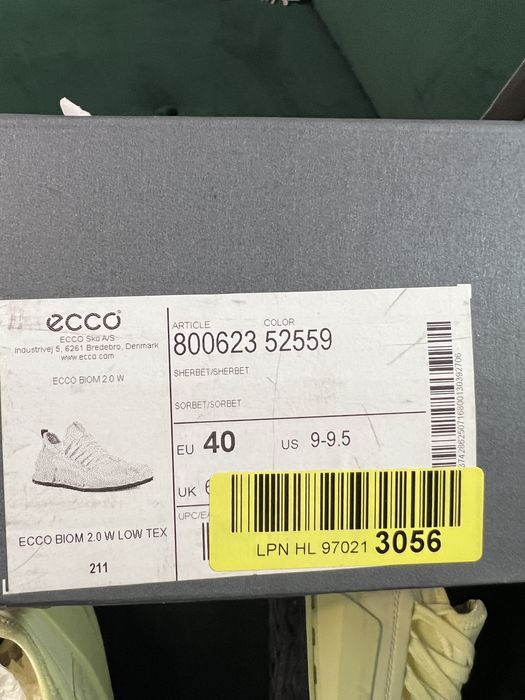 ecco
ECCO Sko A/S
Industrivej 5, 6261 Bredebro, Denmark
www.ecco.com
ECCO BIOM 2.0 W
ECCO BIOM 2.0 W LOW TEX
211
ARTICLE COLOR
800623 52559
SHERBET/SHERBET
SORBET/SORBET
EU 40 US 9-9.5
UK
LPN HL 97021 3056